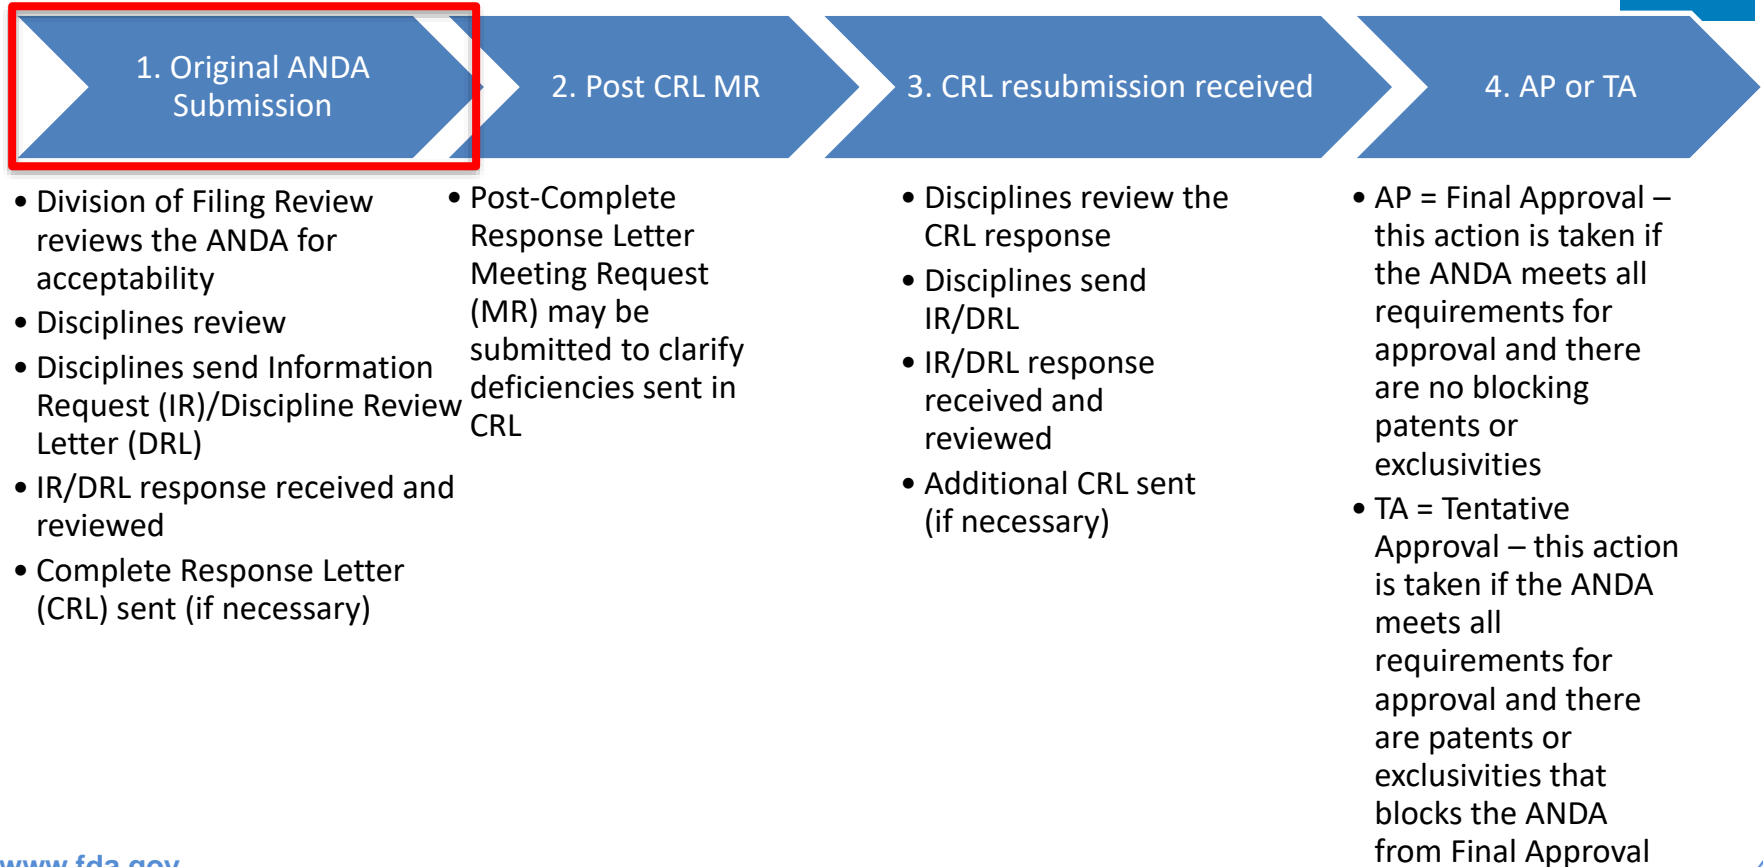 1. Original ANDA
Submission
2. Post CRL MR
3. CRL resubmission received
4. AP or TA
• Division of Filing Review
reviews the ANDA for
acceptability
• Disciplines review
• Disciplines send Information
Request (IR)/Discipline Review
Letter (DRL)
• IR/DRL response received and
reviewed
• Complete Response Letter
(CRL) sent (if necessary)
• Post-Complete
Response Letter
Meeting Request
(MR) may be
submitted to clarify
deficiencies sent in
CRL
• Disciplines review the
CRL response
• Disciplines send
IR/DRL
• IR/DRL response
received and
reviewed
• Additional CRL sent
(if necessary)
• AP = Final Approval –
this action is taken if
the ANDA meets all
requirements for
approval and there
are no blocking
patents or
exclusivities
• TA = Tentative
Approval – this action
is taken if the ANDA
meets all
requirements for
approval and there
are patents or
exclusivities that
blocks the ANDA
from Final Approval
www.fda.gov